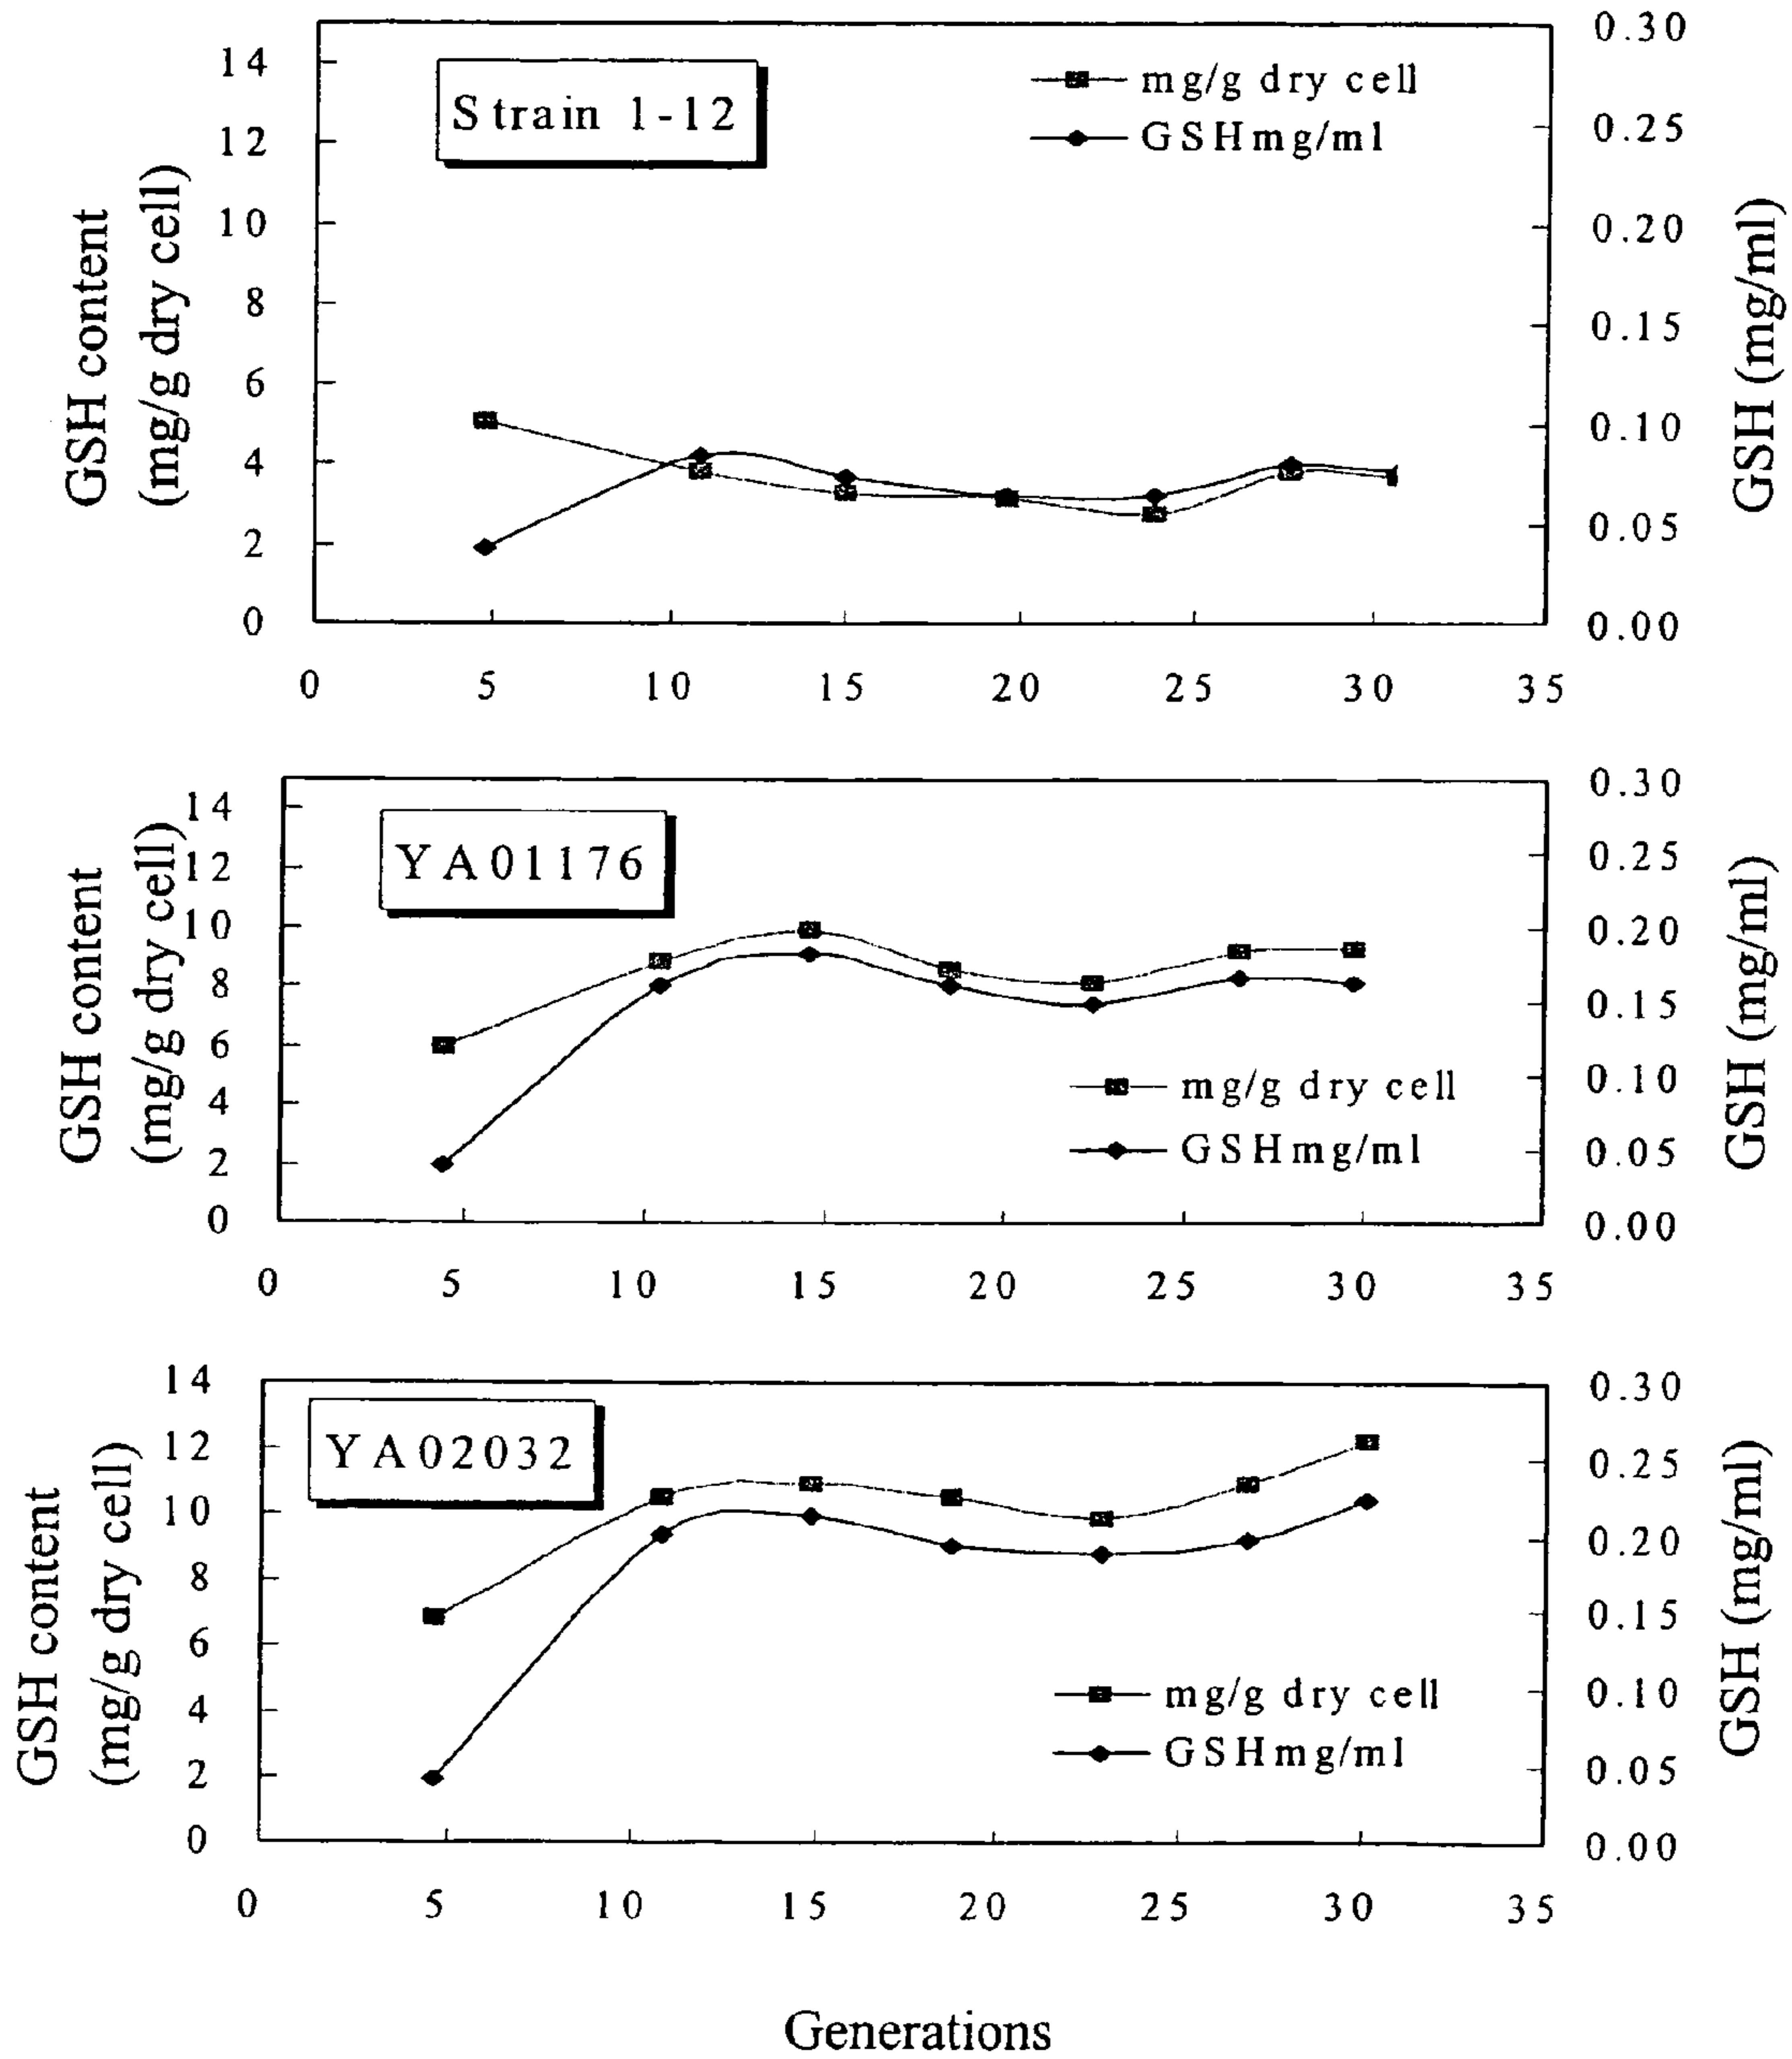 14
12
10
8
6
4
2
0
GSH content
(mg/g dry cell)
Strain 1-12
mg/g dry cell
GSHmg/ml
0.30
0.25
0.20
0.15
0.10
0.05
0.00
GSH (mg/ml)
0 5 10 15 20 25 30 35
14
12
10
8
6
4
2
0
GSH content
(mg/g dry cell)
YA01176
mg/g dry cell
GSHmg/ml
0.30
0.25
0.20
0.15
0.10
0.05
0.00
GSH (mg/ml)
0 5 10 15 20 25 30 35
14
12
10
8
6
4
2
0
GSH content
(mg/g dry cell)
YA02032
mg/g dry cell
GSHmg/ml
0.30
0.25
0.20
0.15
0.10
0.05
0.00
GSH (mg/ml)
0 5 10 15 20 25 30 35
Generations